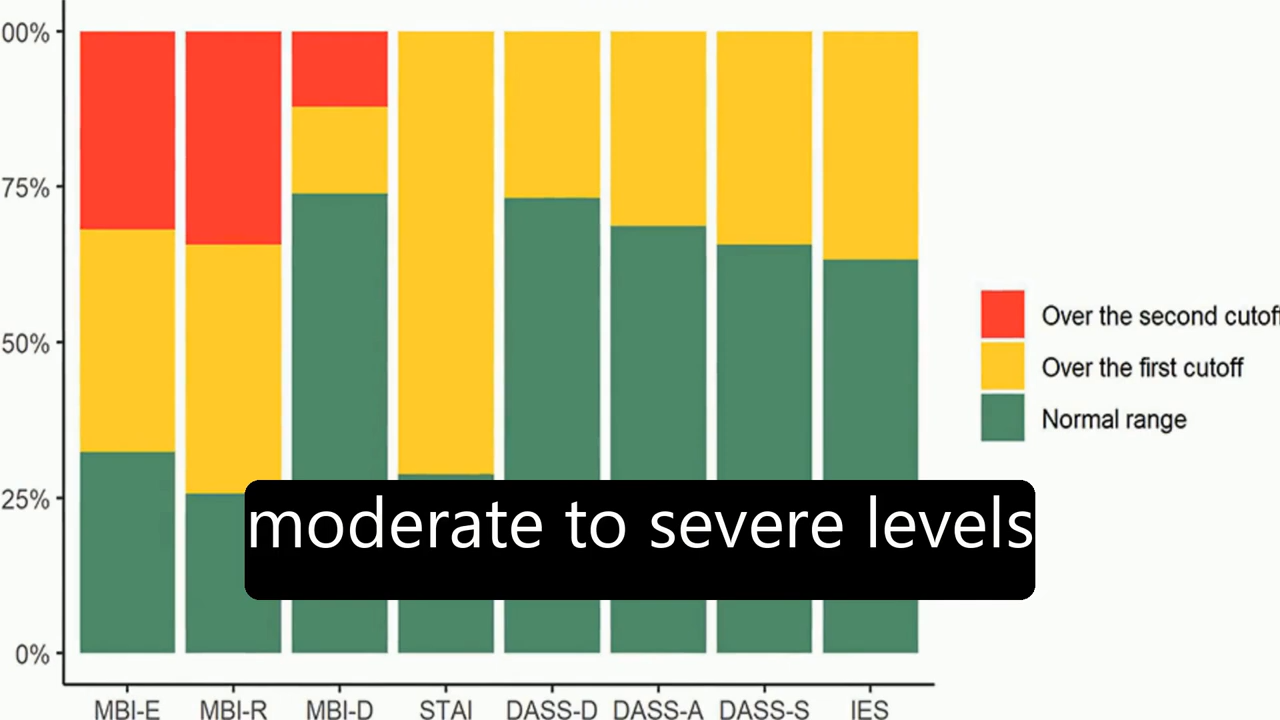 00%
75%
50%
25%
0%
Over the second cutoff
Over the first cutoff
Normal range
moderate to severe levels
MBI-E MBI-R MBI-D STAI DASS-D DASS-A DASS-S IES